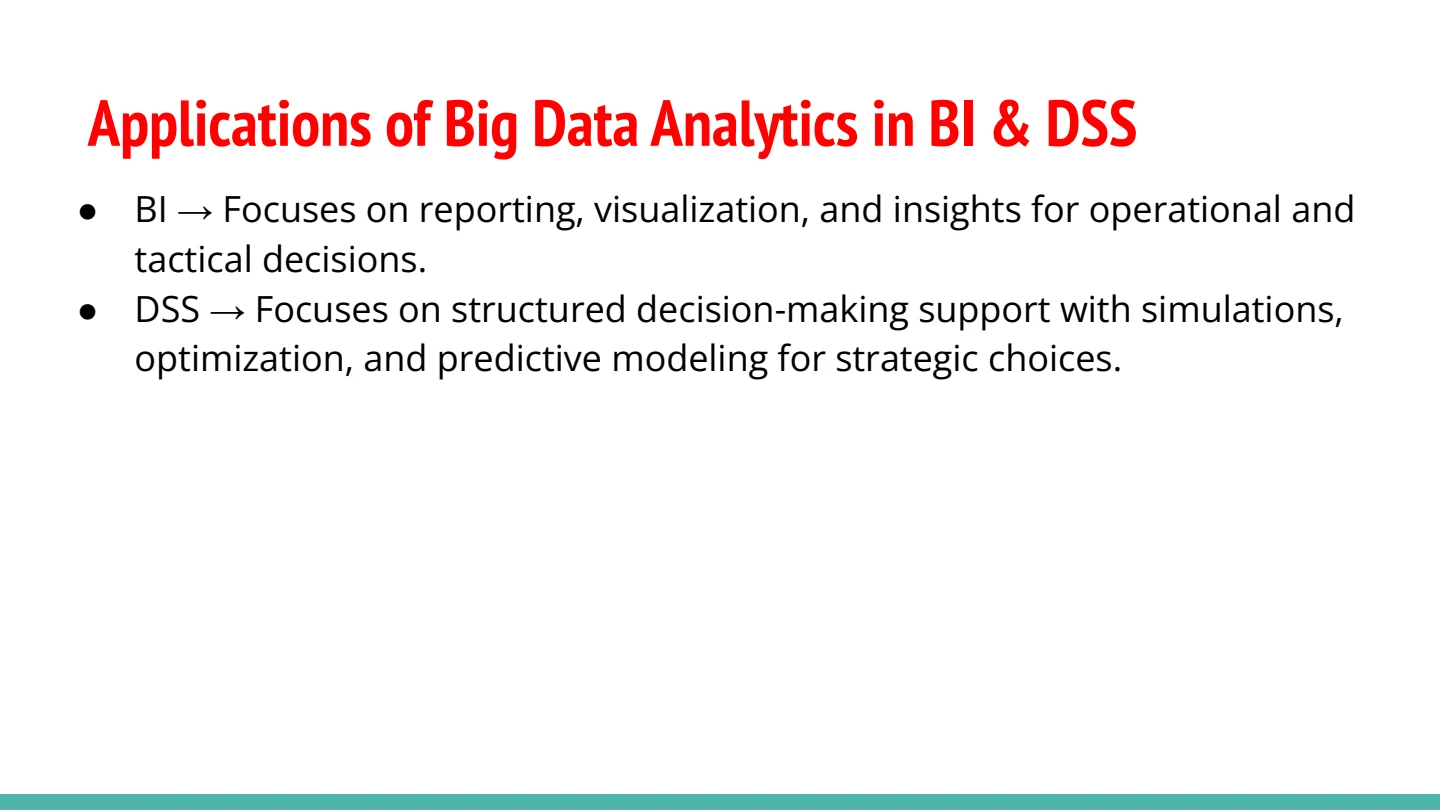 Applications of Big Data Analytics in BI & DSS
● BI → Focuses on reporting, visualization, and insights for operational and
tactical decisions.
● DSS → Focuses on structured decision-making support with simulations,
optimization, and predictive modeling for strategic choices.